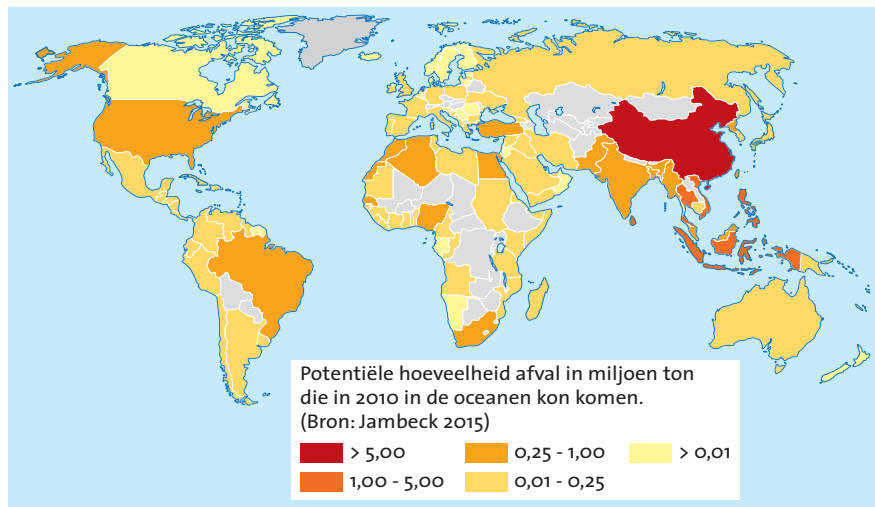 Potentiële hoeveelheid afval in miljoen ton
die in 2010 in de oceanen kon komen.
(Bron: Jambeck 2015)
> 5,00
0,25 - 1,00
> 0,01
1,00 - 5,00
0,01 - 0,25